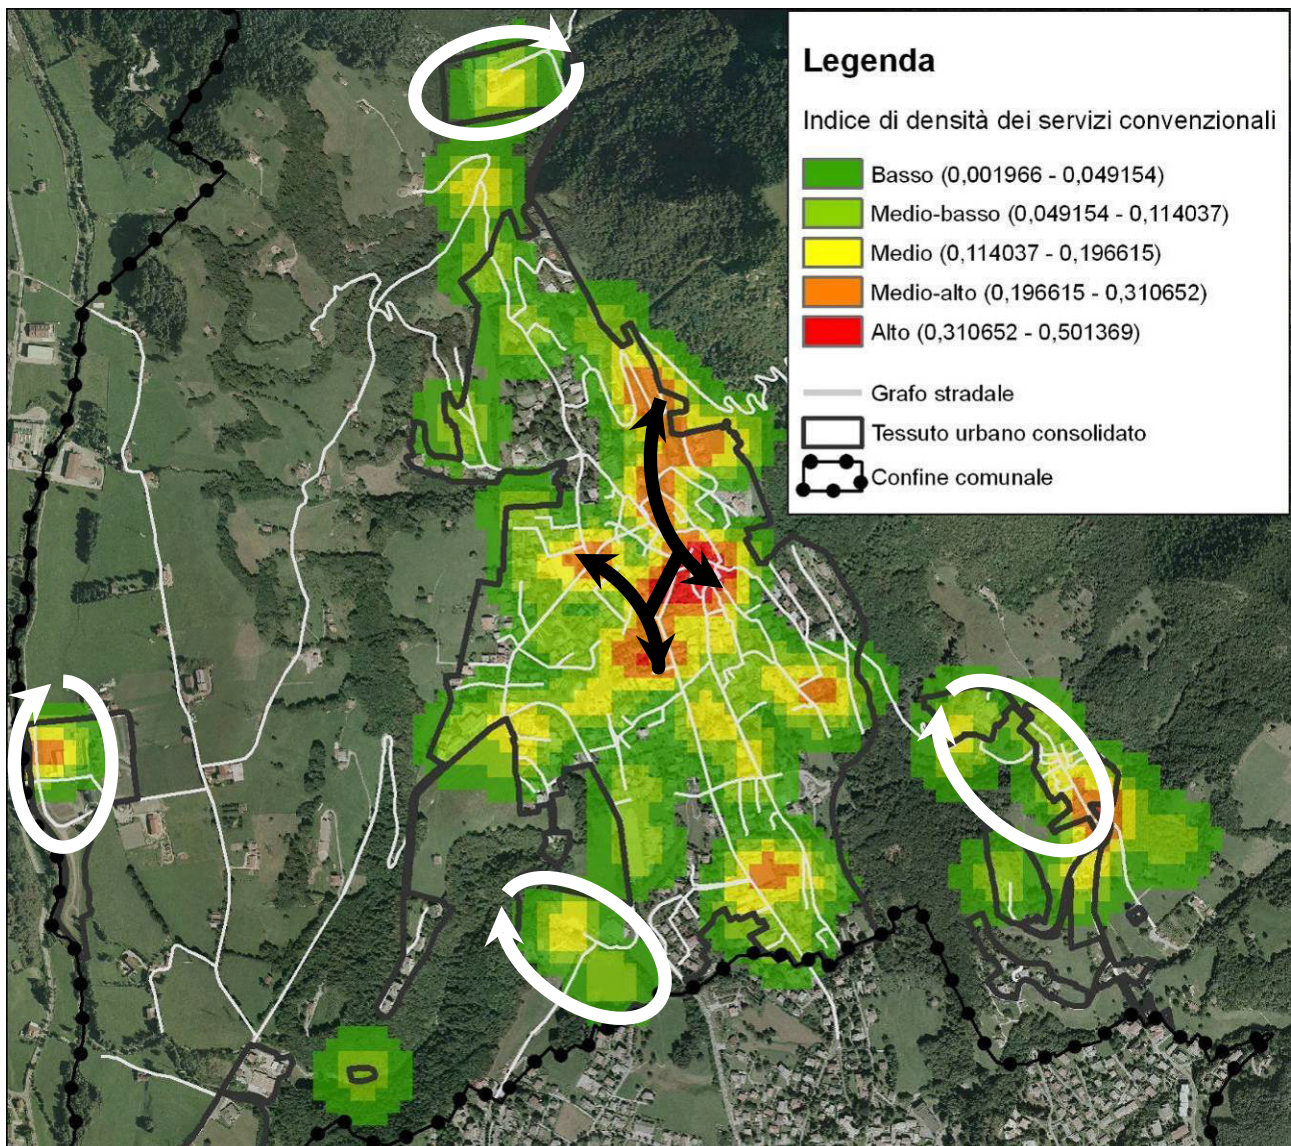 Legenda
Indice di densità dei servizi convenzionali
Basso (0,001966 - 0,049154)
Medio-basso (0,049154 - 0,114037)
Medio (0,114037 - 0,196615)
Medio-alto (0,196615 - 0,310652)
Alto (0,310652 - 0,501369)
Grafo stradale
Tessuto urbano consolidato
Confine comunale